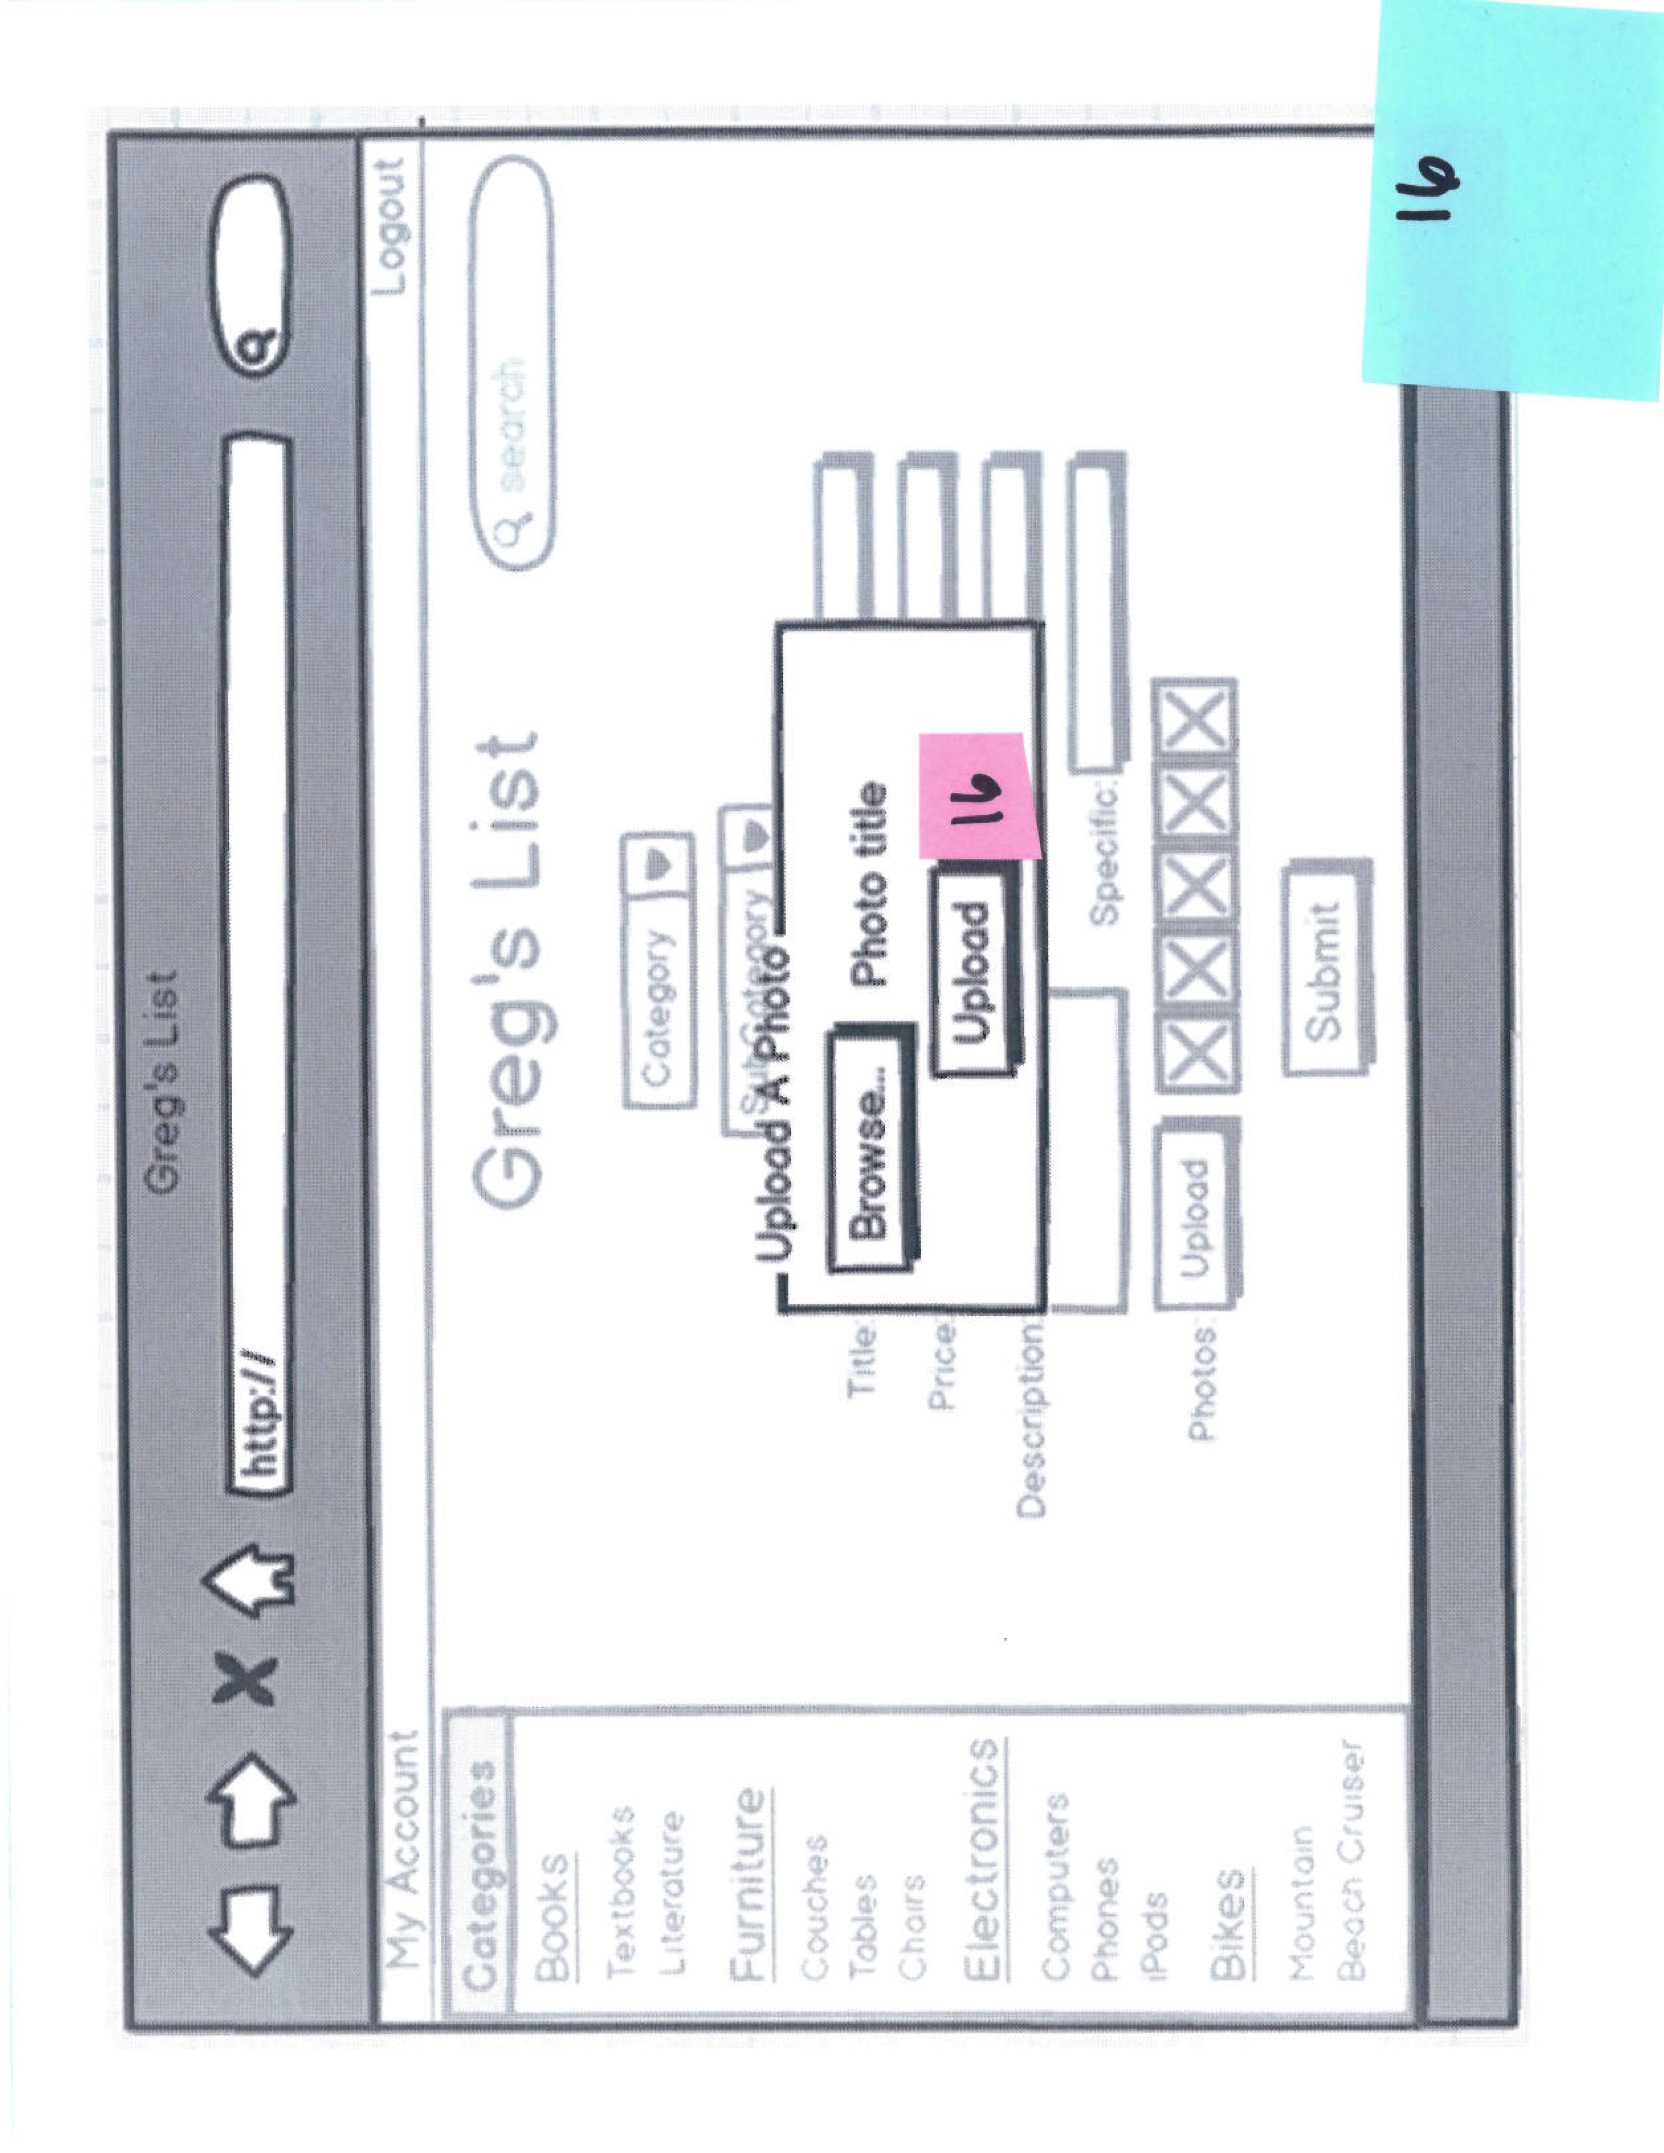 Greg's List
http://
My Account
Logout
Categories
Books
Textbooks
Literature
Furniture
Couches
Tables
Chairs
Electronics
Computers
Phones
iPods
Bikes
Mountain
Beach Cruiser
Greg's List
search
Category
SubCategory
Upload A Photo
Browse... Photo title
Upload
16
Title:
Price:
Description:
Specific:
Photos:
Upload
Submit
16